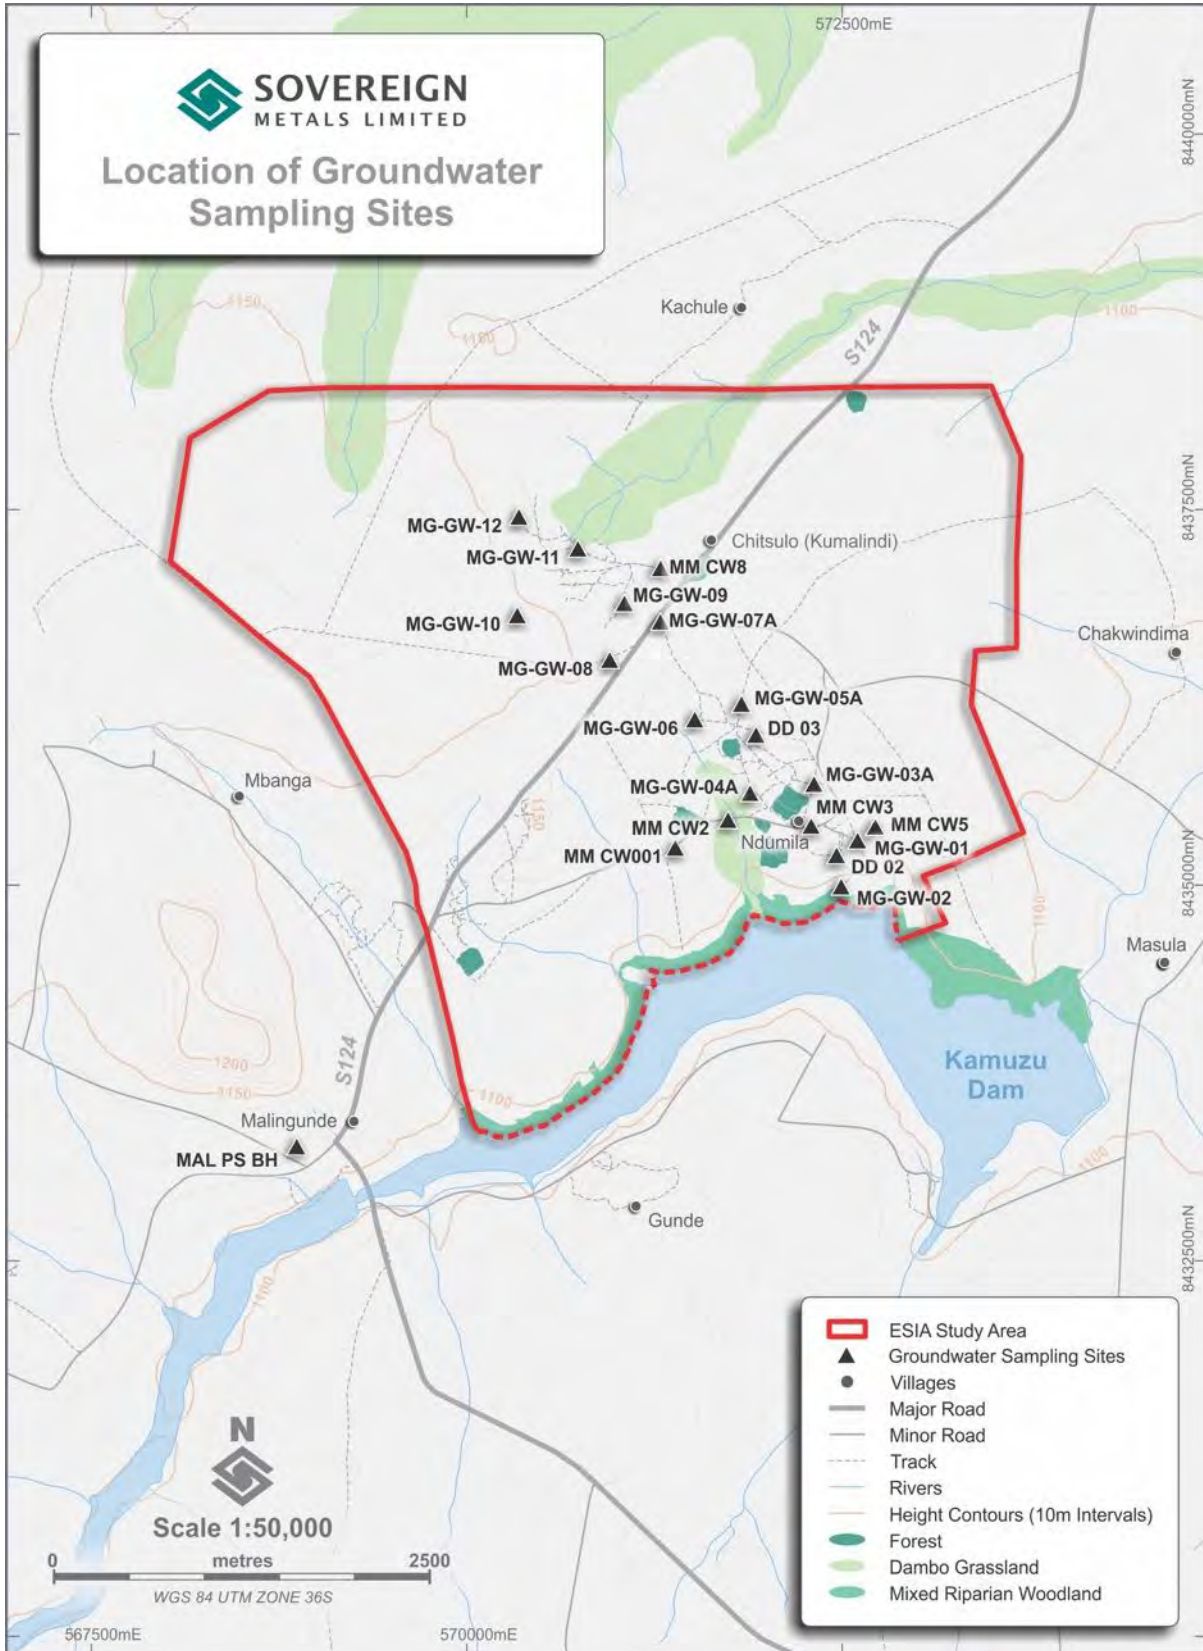 572500mE
SOVEREIGN
METALS LIMITED
Location of Groundwater
Sampling Sites
8440000mN
1150
Kachule
1150
S124
1100
8437500mN
MG-GW-12
MG-GW-11
Chitsulo (Kumalindi)
MM CW8
MG-GW-09
MG-GW-10
MG-GW-07A
Chakwindima
MG-GW-08
MG-GW-05A
MG-GW-06
DD 03
Mbanga
MG-GW-03A
MG-GW-04A
1150
MM CW3
MM CW2
MM CW5
Ndumila
MG-GW-01
MM CW001
DD 02
8435000mN
MG-GW-02
1100
Masula
1200
S124
1150
1100
Kamuzu
Dam
Malingunde
MAL PS BH
1100
Gunde
8432500mN
1100
ESIA Study Area
Groundwater Sampling Sites
Villages
Major Road
Minor Road
Track
Rivers
Height Contours (10m Intervals)
Forest
Dambo Grassland
Mixed Riparian Woodland
N
Scale 1:50,000
0 metres 2500
WGS 84 UTM ZONE 36S
567500mE
570000mE